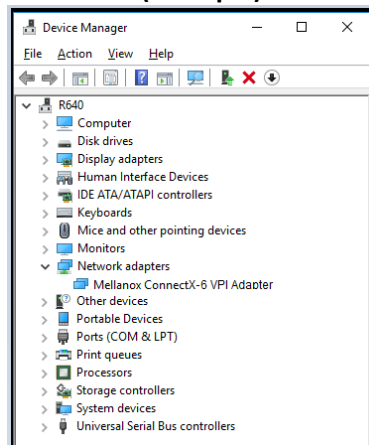 Device Manager
File Action View Help
R640
Computer
Disk drives
Display adapters
Human Interface Devices
IDE ATA/ATAPI controllers
Keyboards
Mice and other pointing devices
Monitors
Network adapters
Mellanox ConnectX-6 VPI Adapter
Other devices
Portable Devices
Ports (COM & LPT)
Print queues
Processors
Storage controllers
System devices
Universal Serial Bus controllers